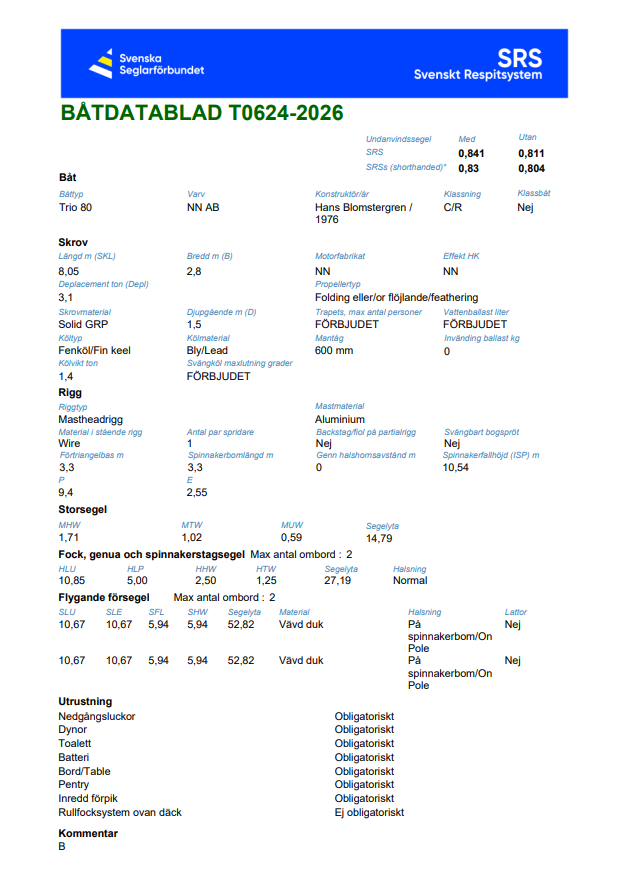 Svenska
Seglarförbundet
SRS
Svenskt Respitsystem
BÅTDATABLAD T0624-2026
Undanvindssegel Med Utan
SRS 0,841 0,811
SRSs (shorthanded)* 0,83 0,804
Båt
Båttyp Varv Konstruktör/år Klassning Klassbåt
Trio 80 NN AB Hans Blomstergren / C/R Nej
1976
Skrov
Längd m (SKL) Bredd m (B) Motorfabrikat Effekt HK
8,05 2,8 NN NN
Deplacement ton (Depl) Propellertyp
3,1 Folding eller/or flöjlande/feathering
Skrovmaterial Djupgående m (D) Trapets, max antal personer Vattenballast liter
Solid GRP 1,5 FÖRBJUDET FÖRBJUDET
Költyp Kölmaterial Mantåg Invänding ballast kg
Fenköl/Fin keel Bly/Lead 600 mm 0
Kölvikt ton Svängköl maxlutning grader
1,4 FÖRBJUDET
Rigg
Riggtyp Mastmaterial
Mastheadrigg Aluminium
Material i stående rigg Antal par spridare Backstag/fiol på partialrigg Svängbart bogspröt
Wire 1 Nej Nej
Förtriangelbas m Spinnakerbomlängd m Genn halshornsavstånd m Spinnakerfallhöjd (ISP) m
3,3 3,3 0 10,54
P E
9,4 2,55
Storsegel
MHW MTW MUW Segelyta
1,71 1,02 0,59 14,79
Fock, genua och spinnakerstagsegel Max antal ombord : 2
HLU HLP HHW HTW Segelyta Halsning
10,85 5,00 2,50 1,25 27,19 Normal
Flygande försegel Max antal ombord : 2
SLU SLE SFL SHW Segelyta Material Halsning Lattor
10,67 10,67 5,94 5,94 52,82 Vävd duk På Nej
spinnakerbom/On
Pole
10,67 10,67 5,94 5,94 52,82 Vävd duk På Nej
spinnakerbom/On
Pole
Utrustning
Nedgångsluckor Obligatoriskt
Dynor Obligatoriskt
Toalett Obligatoriskt
Batteri Obligatoriskt
Bord/Table Obligatoriskt
Pentry Obligatoriskt
Inredd förpik Obligatoriskt
Rullfocksystem ovan däck Ej obligatoriskt
Kommentar
B